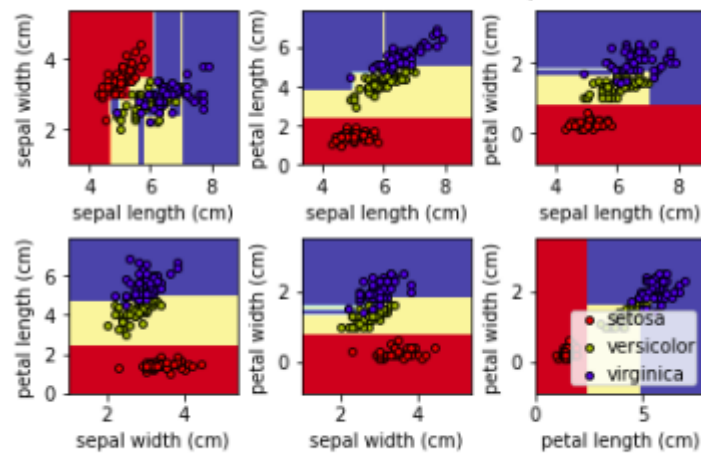 sepal width (cm)
4
2
4 6 8
sepal length (cm)
petal length (cm)
6
4
2
0
4 6 8
sepal length (cm)
petal width (cm)
2
0
4 6 8
sepal length (cm)
petal length (cm)
6
4
2
0
2 4
sepal width (cm)
petal width (cm)
2
0
2 4
sepal width (cm)
petal width (cm)
2
0
0 5
petal length (cm)
setosa
versicolor
virginica